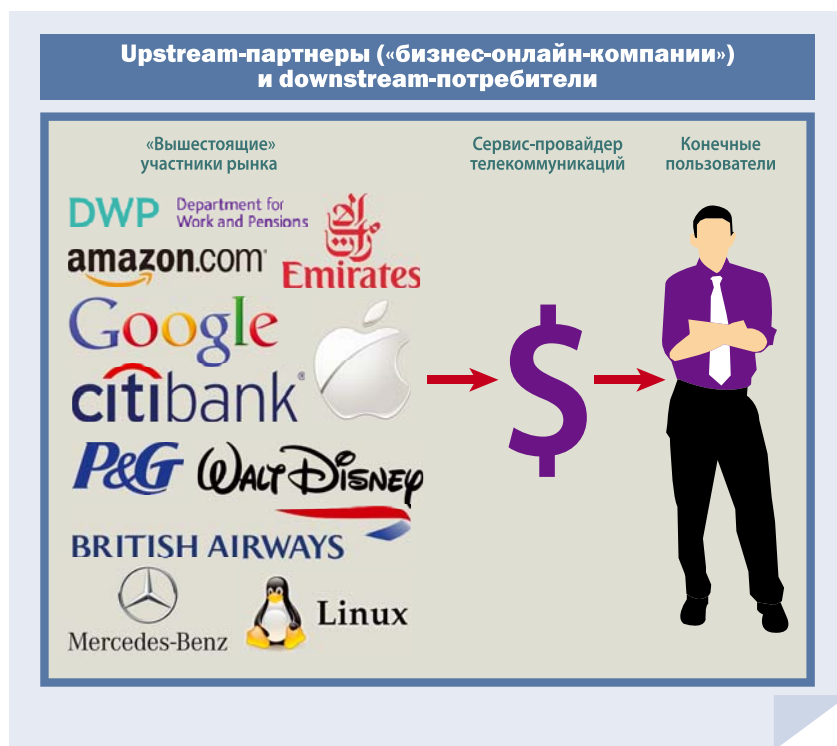 Upstream-партнеры («бизнес-онлайн-компании»)
и downstream-потребители
«Вышестоящие»
участники рынка
Сервис-провайдер
телекоммуникаций
Конечные
пользователи
DWP Department for
Work and Pensions
amazon.com
Emirates
Google
citibank®
P&G WALT DISNEY
BRITISH AIRWAYS
Mercedes-Benz
Linux
$